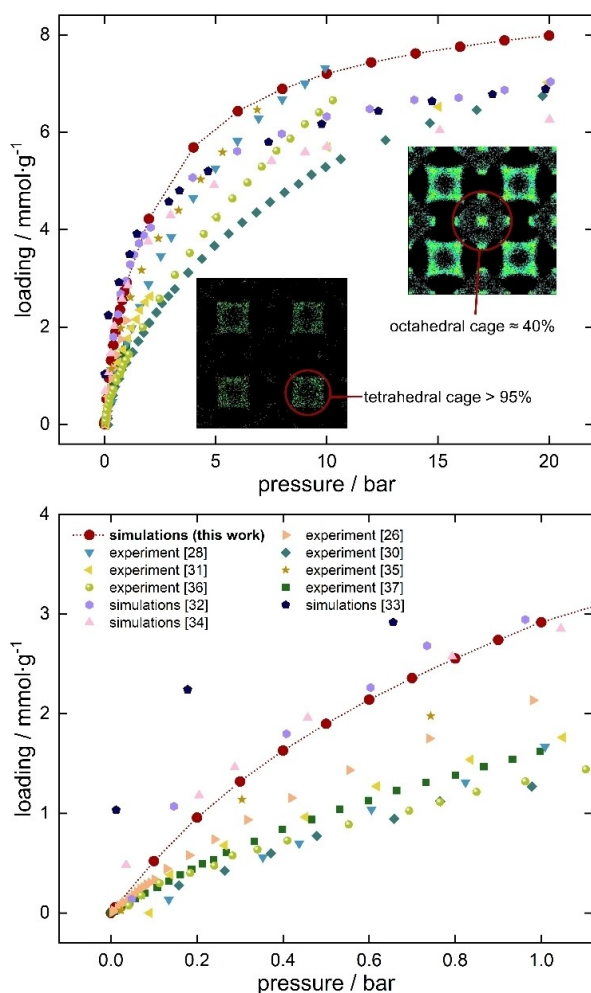 8
6
4
2
0
loading / mmol·g⁻¹
octahedral cage ≈ 40%
tetrahedral cage > 95%
0 5 10 15 20
pressure / bar
4
3
2
1
0
loading / mmol·g⁻¹
simulations (this work)
experiment [28]
experiment [31]
experiment [36]
simulations [32]
simulations [34]
experiment [26]
experiment [30]
experiment [35]
experiment [37]
simulations [33]
0.0 0.2 0.4 0.6 0.8 1.0
pressure / bar